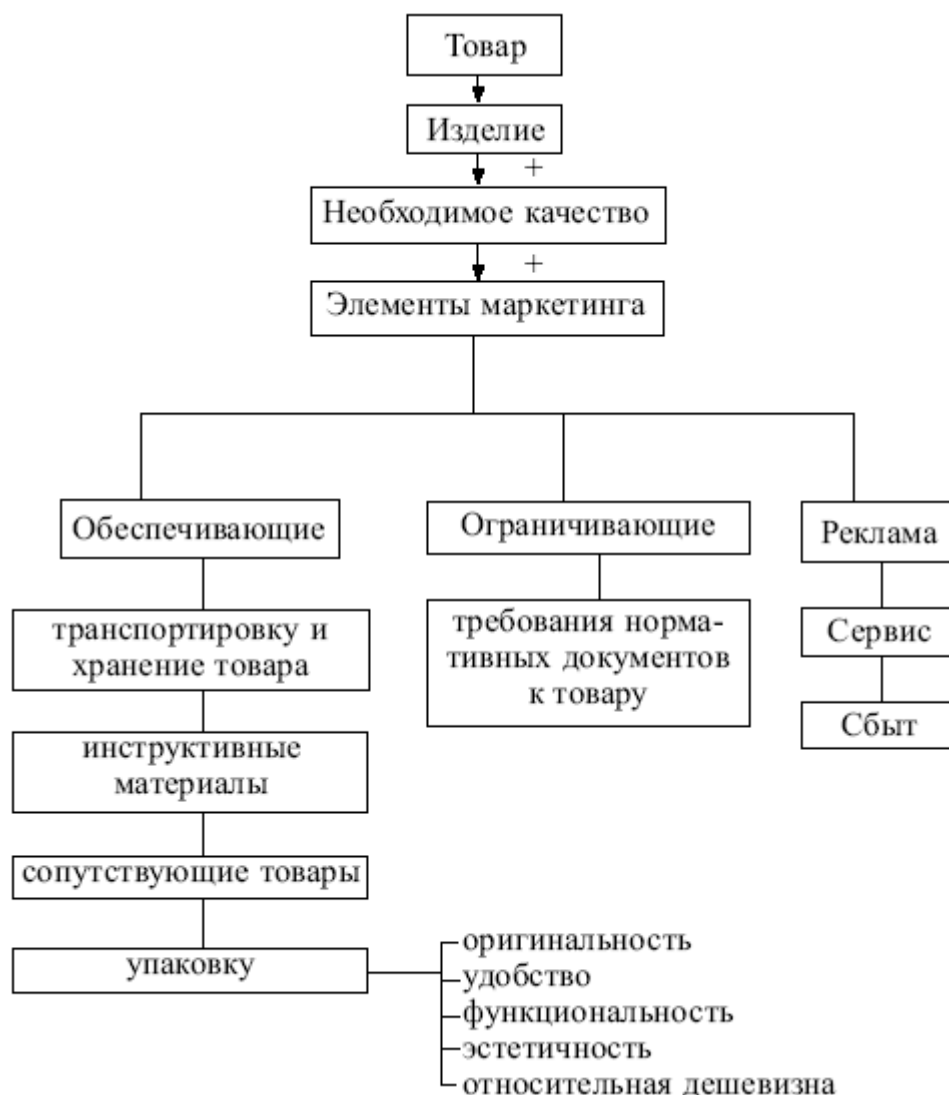 Товар
Изделие
+
Необходимое качество
+
Элементы маркетинга
Обеспечивающие
транспортировку и
хранение товара
инструктивные
материалы
сопутствующие товары
упаковку
оригинальность
удобство
функциональность
эстетичность
относительная дешевизна
Ограничивающие
требования норма-
тивных документов
к товару
Реклама
Сервис
Сбыт